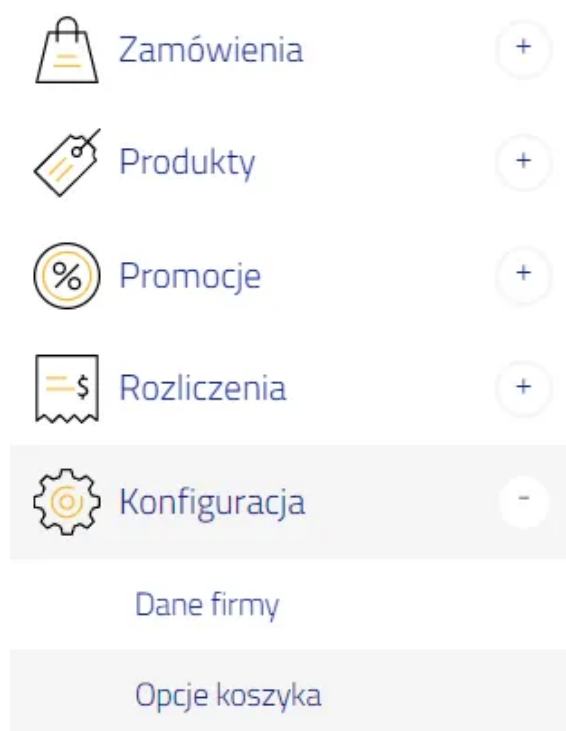 Zamówienia +
Produkty +
% Promocje +
$ Rozliczenia +
Konfiguracja -
Dane firmy
Opcje koszyka